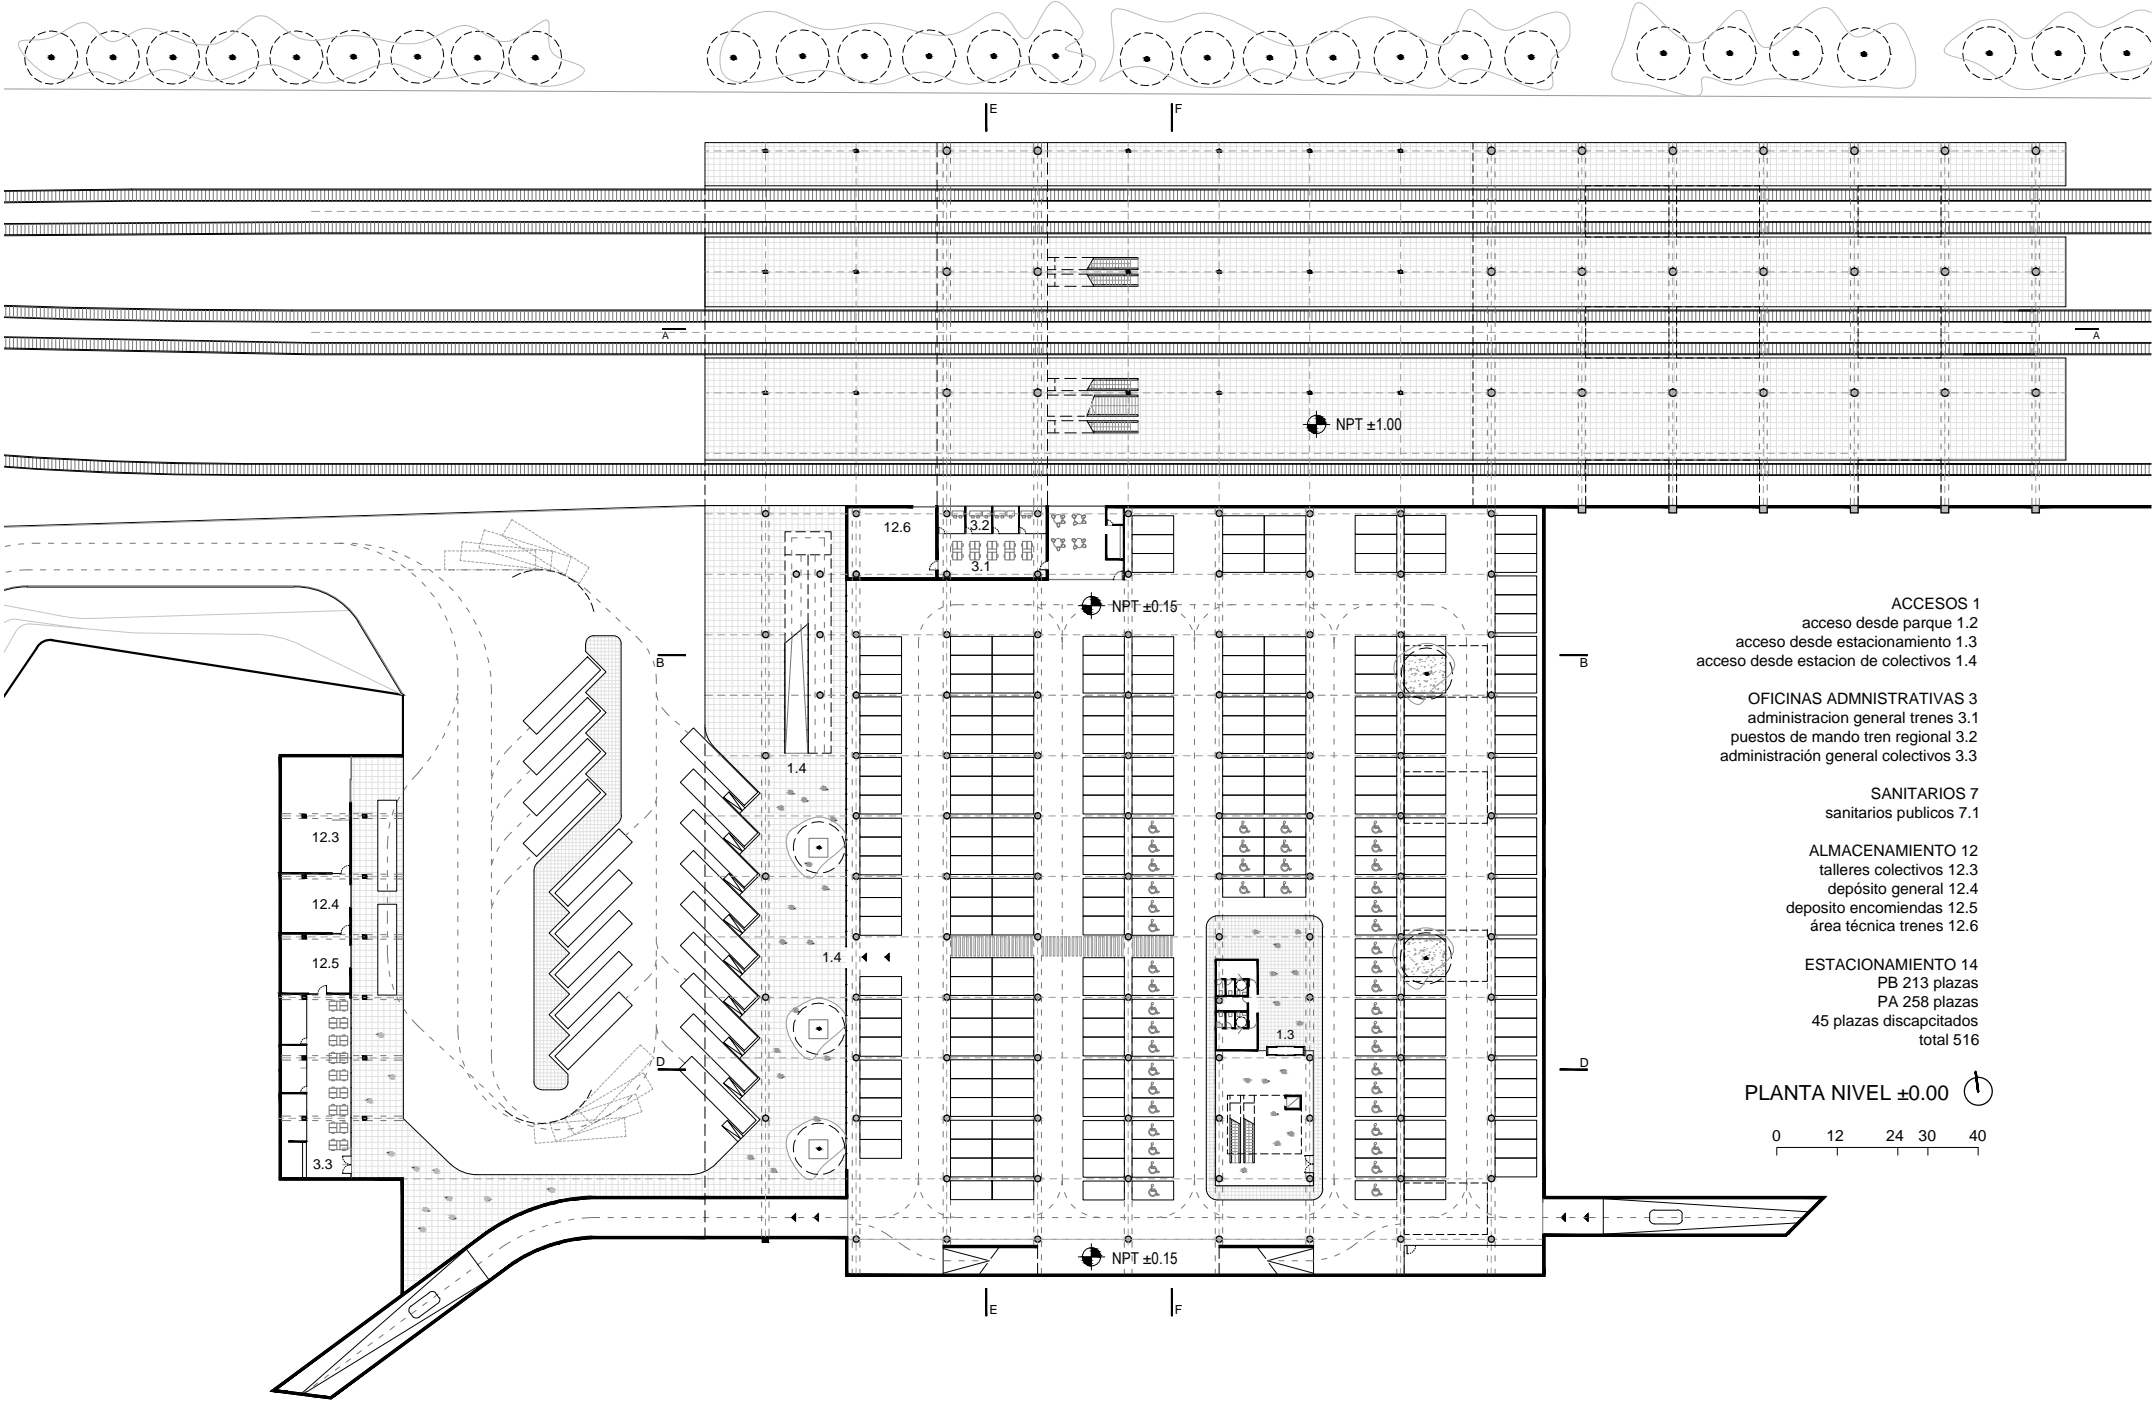 E
F
A
A
NPT ±1.00
12.6
3.2
3.1
NPT ±0.15
B
B
1.4
12.3
12.4
12.5
1.4
1.3
D
D
3.3
NPT ±0.15
E
F
ACCESOS 1
acceso desde parque 1.2
acceso desde estacionamiento 1.3
acceso desde estacion de colectivos 1.4
OFICINAS ADMNISTRATIVAS 3
administracion general trenes 3.1
puestos de mando tren regional 3.2
administración general colectivos 3.3
SANITARIOS 7
sanitarios publicos 7.1
ALMACENAMIENTO 12
talleres colectivos 12.3
depósito general 12.4
deposito encomiendas 12.5
área técnica trenes 12.6
ESTACIONAMIENTO 14
PB 213 plazas
PA 258 plazas
45 plazas discapcitados
total 516
PLANTA NIVEL ±0.00
0 12 24 30 40